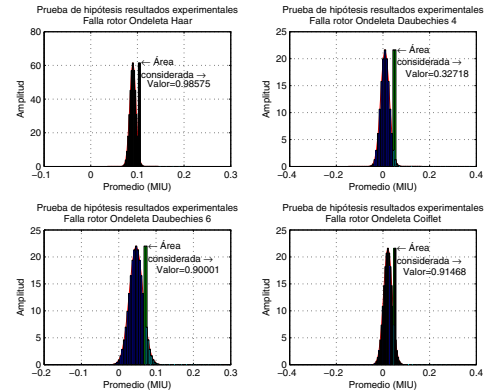 Prueba de hipótesis resultados experimentales
Falla rotor Ondeleta Haar
80
60
40
20
0
Amplitud
← Área
considerada →
Valor=0.98575
−0.1 0 0.1 0.2 0.3
Promedio (MIU)
Prueba de hipótesis resultados experimentales
Falla rotor Ondeleta Daubechies 4
25
20
15
10
5
0
Amplitud
← Área
considerada →
Valor=0.32718
−0.4 −0.2 0 0.2 0.4
Promedio (MIU)
Prueba de hipótesis resultados experimentales
Falla rotor Ondeleta Daubechies 6
25
20
15
10
5
0
Amplitud
← Área
considerada →
Valor=0.90001
−0.2 −0.1 0 0.1 0.2 0.3
Promedio (MIU)
Prueba de hipótesis resultados experimentales
Falla rotor Ondeleta Coiflet
25
20
15
10
5
0
Amplitud
← Área
considerada →
Valor=0.91468
−0.4 −0.2 0 0.2 0.4
Promedio (MIU)